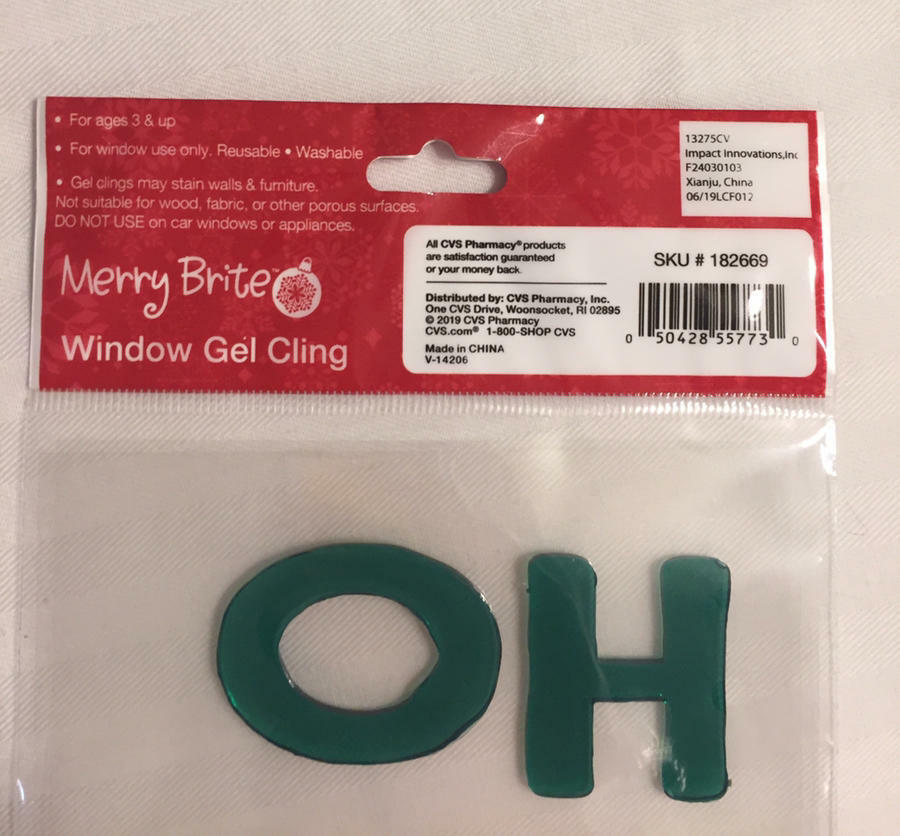 • For ages 3 & up
• For window use only. Reusable • Washable
• Gel clings may stain walls & furniture.
Not suitable for wood, fabric, or other porous surfaces.
DO NOT USE on car windows or appliances.
Merry Brite™
Window Gel Cling
13275CV
Impact Innovations,Inc
F24030103
Xianju, China
06/19LCF012
All CVS Pharmacy® products
are satisfaction guaranteed
or your money back.
Distributed by: CVS Pharmacy, Inc.
One CVS Drive, Woonsocket, RI 02895
© 2019 CVS Pharmacy
CVS.com® 1-800-SHOP CVS
Made in CHINA
V-14206
SKU # 182669
0 50428 55773 0
OH